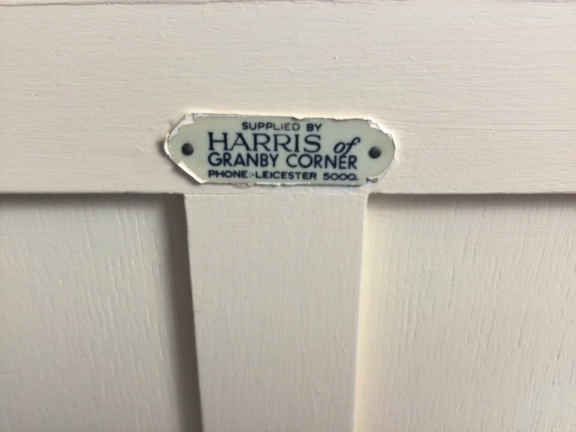 SUPPLIED BY
HARRIS of
GRANBY CORNER
PHONE:-LEICESTER 5000.